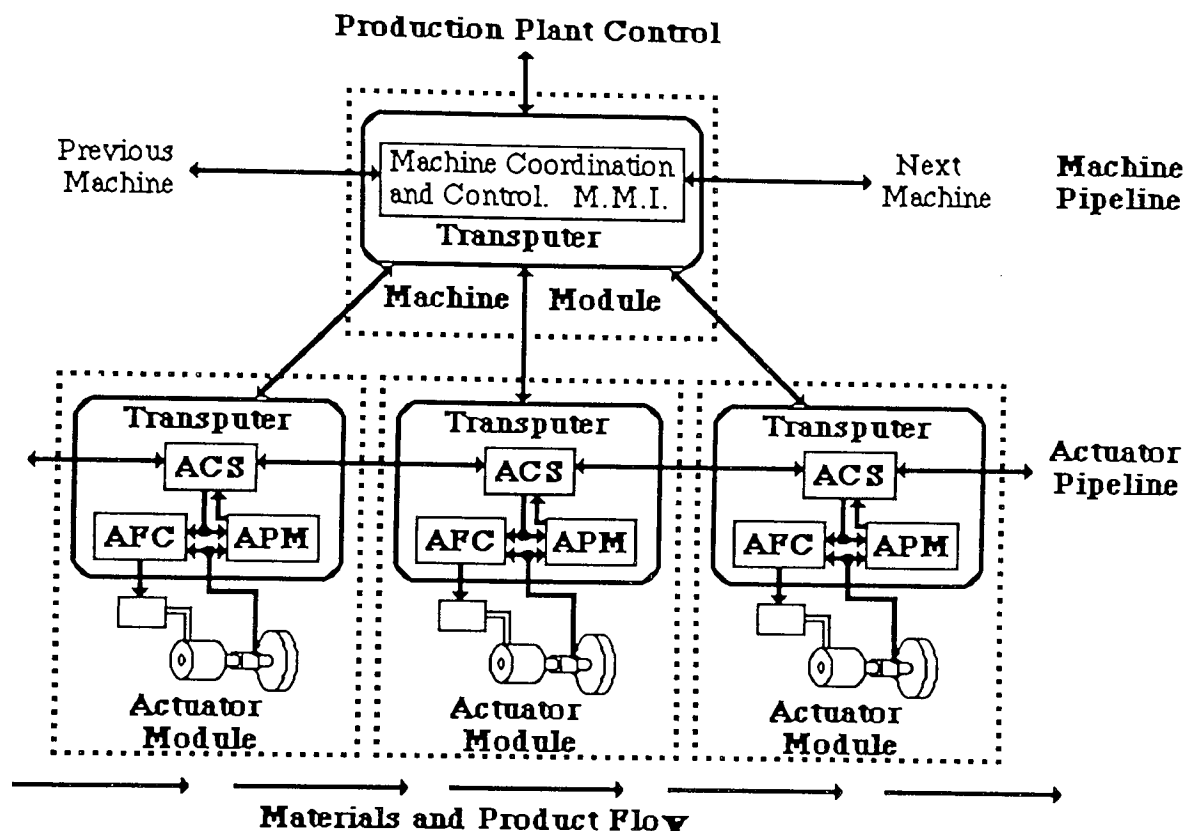 Production Plant Control
Previous
Machine
Machine Coordination
and Control. M.M.I.
Transputer
Next
Machine
Machine
Pipeline
Machine Module
Transputer
ACS
AFC
APM
Actuator
Module
Transputer
ACS
AFC
APM
Actuator
Module
Transputer
ACS
AFC
APM
Actuator
Module
Actuator
Pipeline
Materials and Product Flow